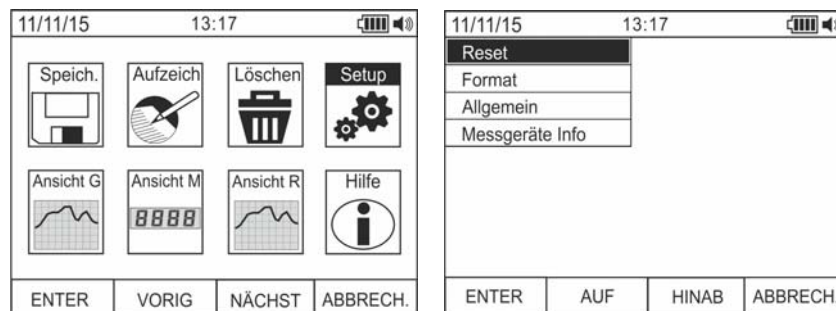 11/11/15 13:17
Speich. Aufzeich Löschen Setup
Ansicht G Ansicht M Ansicht R Hilfe
8888
ENTER VORIG NÄCHST ABBRECH.
11/11/15 13:17
Reset
Format
Allgemein
Messgeräte Info
ENTER AUF HINAB ABBRECH.